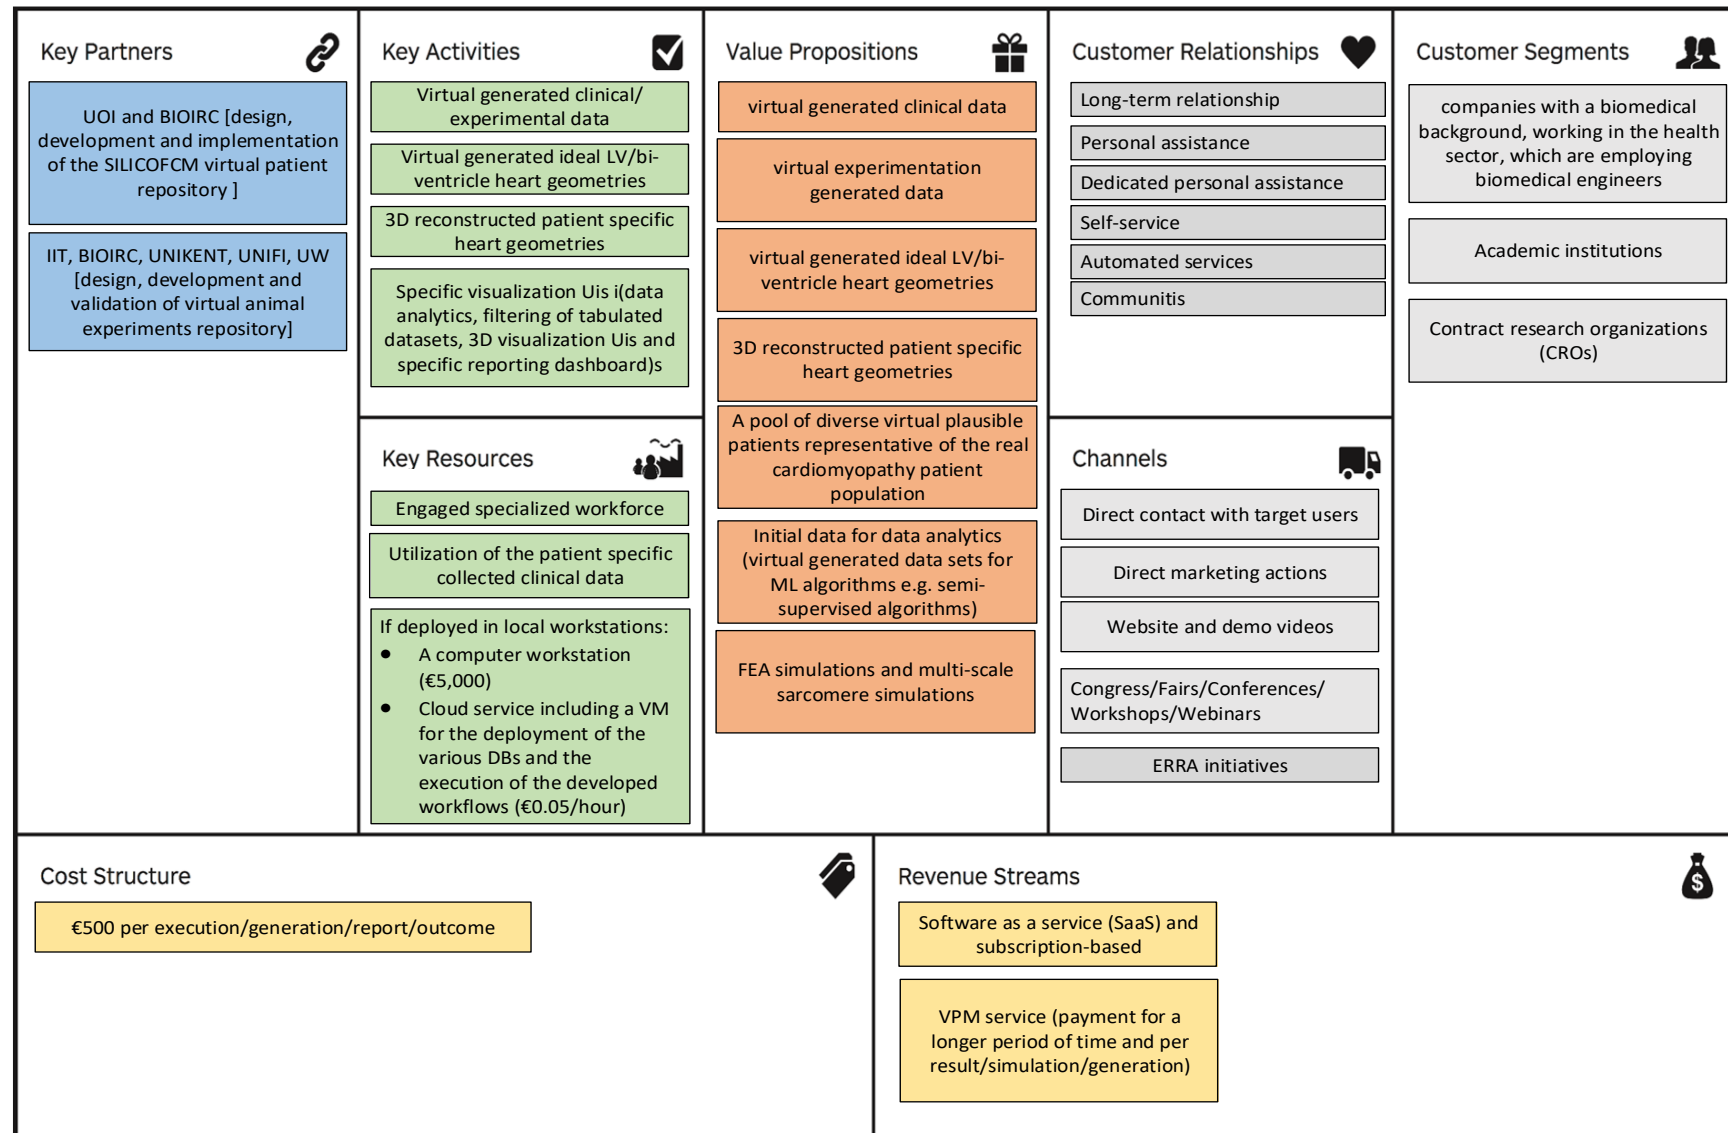 Key Partners
UOI and BIOIRC [design,
development and implementation
of the SILICOFCM virtual patient
repository ]
IIT, BIOIRC, UNIKENT, UNIFI, UW
[design, development and
validation of virtual animal
experiments repository]
Key Activities
Virtual generated clinical/
experimental data
Virtual generated ideal LV/bi-
ventricle heart geometries
3D reconstructed patient specific
heart geometries
Specific visualization Uis i(data
analytics, filtering of tabulated
datasets, 3D visualization Uis and
specific reporting dashboard)s
Key Resources
Engaged specialized workforce
Utilization of the patient specific
collected clinical data
If deployed in local workstations:
● A computer workstation
(€5,000)
● Cloud service including a VM
for the deployment of the
various DBs and the
execution of the developed
workflows (€0.05/hour)
Value Propositions
virtual generated clinical data
virtual experimentation
generated data
virtual generated ideal LV/bi-
ventricle heart geometries
3D reconstructed patient specific
heart geometries
A pool of diverse virtual plausible
patients representative of the real
cardiomyopathy patient
population
Initial data for data analytics
(virtual generated data sets for
ML algorithms e.g. semi-
supervised algorithms)
FEA simulations and multi-scale
sarcomere simulations
Customer Relationships
Long-term relationship
Personal assistance
Dedicated personal assistance
Self-service
Automated services
Communitis
Channels
Direct contact with target users
Direct marketing actions
Website and demo videos
Congress/Fairs/Conferences/
Workshops/Webinars
ERRA initiatives
Customer Segments
companies with a biomedical
background, working in the health
sector, which are employing
biomedical engineers
Academic institutions
Contract research organizations
(CROs)
Cost Structure
€500 per execution/generation/report/outcome
Revenue Streams
$
Software as a service (SaaS) and
subscription-based
VPM service (payment for a
longer period of time and per
result/simulation/generation)